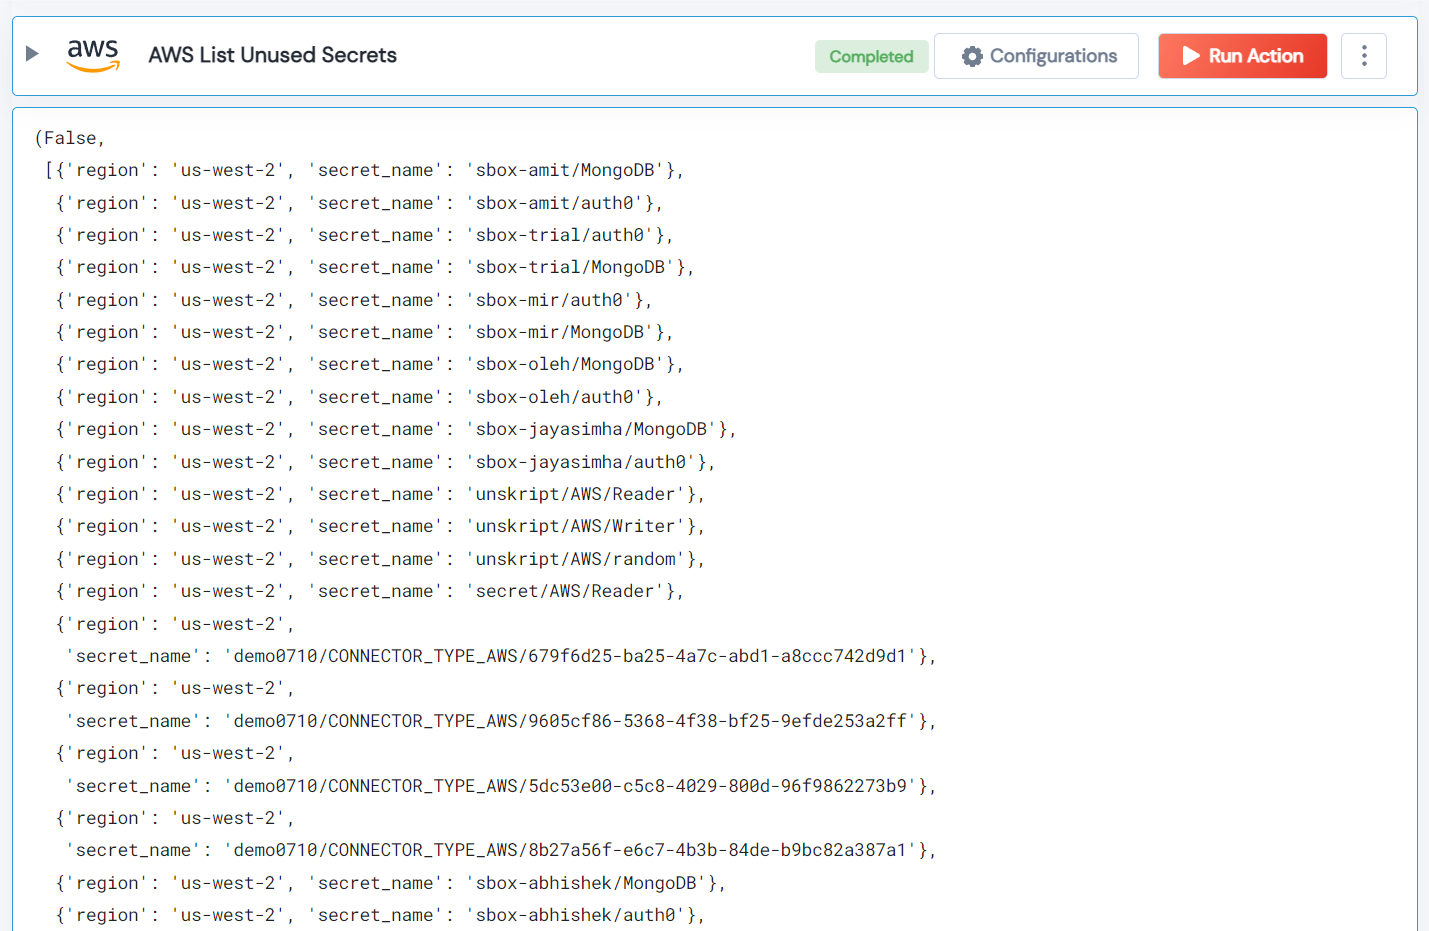 aws AWS List Unused Secrets Completed Configurations Run Action
(False,
[{'region': 'us-west-2', 'secret_name': 'sbox-amit/MongoDB'},
{'region': 'us-west-2', 'secret_name': 'sbox-amit/auth0'},
{'region': 'us-west-2', 'secret_name': 'sbox-trial/auth0'},
{'region': 'us-west-2', 'secret_name': 'sbox-trial/MongoDB'},
{'region': 'us-west-2', 'secret_name': 'sbox-mir/auth0'},
{'region': 'us-west-2', 'secret_name': 'sbox-mir/MongoDB'},
{'region': 'us-west-2', 'secret_name': 'sbox-oleh/MongoDB'},
{'region': 'us-west-2', 'secret_name': 'sbox-oleh/auth0'},
{'region': 'us-west-2', 'secret_name': 'sbox-jayasimha/MongoDB'},
{'region': 'us-west-2', 'secret_name': 'sbox-jayasimha/auth0'},
{'region': 'us-west-2', 'secret_name': 'unskript/AWS/Reader'},
{'region': 'us-west-2', 'secret_name': 'unskript/AWS/Writer'},
{'region': 'us-west-2', 'secret_name': 'unskript/AWS/random'},
{'region': 'us-west-2', 'secret_name': 'secret/AWS/Reader'},
{'region': 'us-west-2',
'secret_name': 'demo0710/CONNECTOR_TYPE_AWS/679f6d25-ba25-4a7c-abd1-a8ccc742d9d1'},
{'region': 'us-west-2',
'secret_name': 'demo0710/CONNECTOR_TYPE_AWS/9605cf86-5368-4f38-bf25-9efde253a2ff'},
{'region': 'us-west-2',
'secret_name': 'demo0710/CONNECTOR_TYPE_AWS/5dc53e00-c5c8-4029-800d-96f9862273b9'},
{'region': 'us-west-2',
'secret_name': 'demo0710/CONNECTOR_TYPE_AWS/8b27a56f-e6c7-4b3b-84de-b9bc82a387a1'},
{'region': 'us-west-2', 'secret_name': 'sbox-abhishek/MongoDB'},
{'region': 'us-west-2', 'secret_name': 'sbox-abhishek/auth0'},